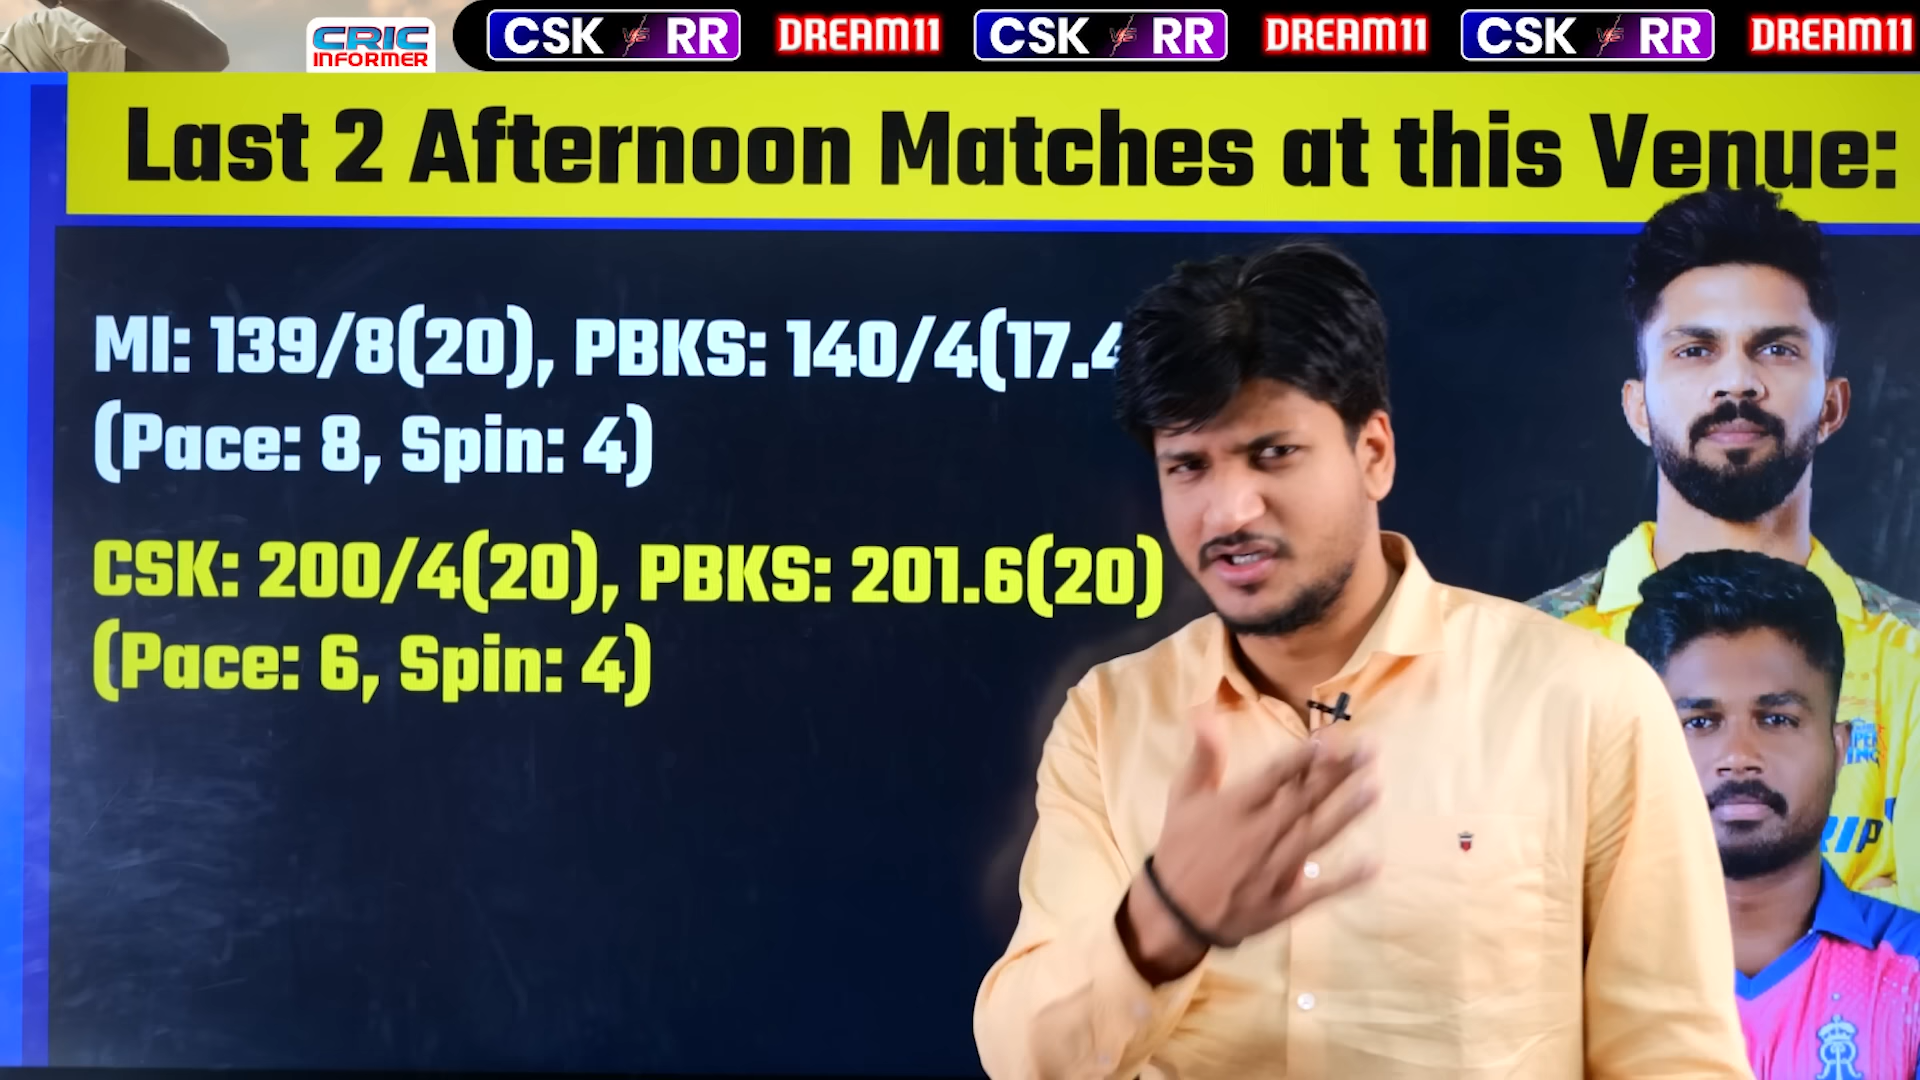 CRIC
INFORMER
CSK VS RR DREAM11 CSK VS RR DREAM11 CSK VS RR DREAM11
Last 2 Afternoon Matches at this Venue:
MI: 139/8(20), PBKS: 140/4(17.4
(Pace: 8, Spin: 4)
CSK: 200/4(20), PBKS: 201.6(20)
(Pace: 6, Spin: 4)